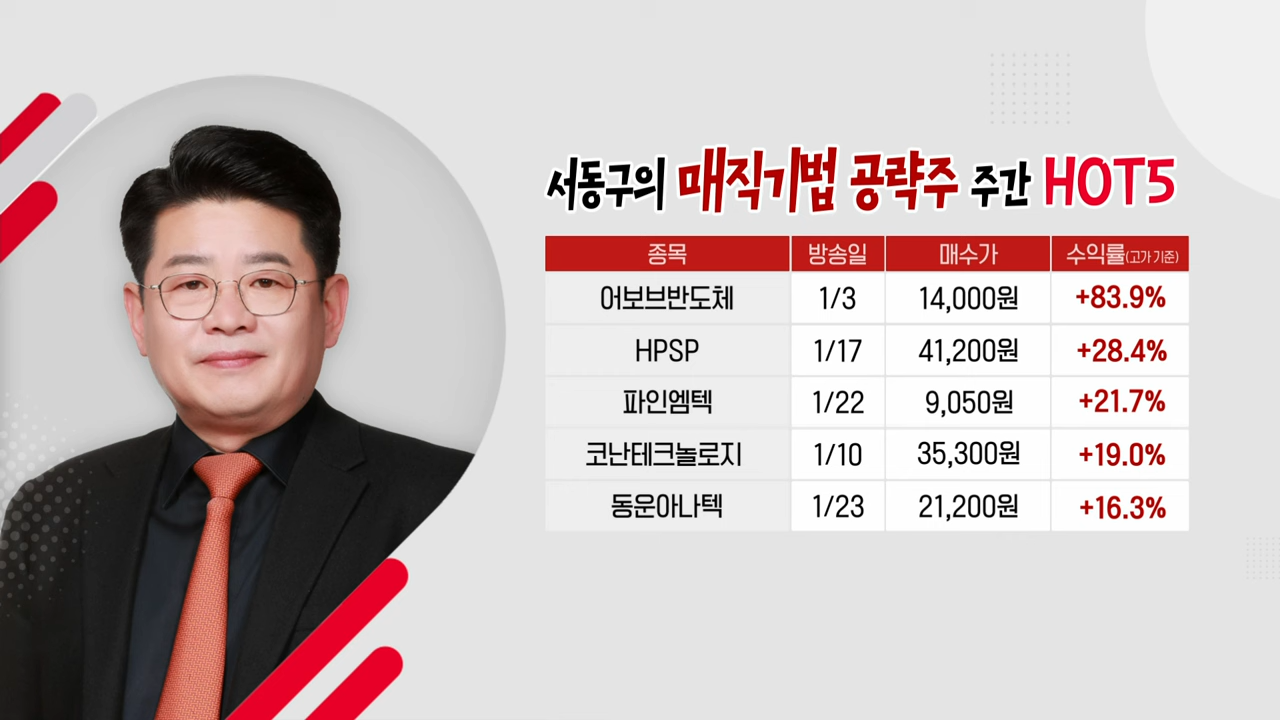 서동구의 매직기법 공략주 주간 HOT5
종목 방송일 매수가 수익률(고가 기준)
어보브반도체 1/3 14,000원 +83.9%
HPSP 1/17 41,200원 +28.4%
파인엠텍 1/22 9,050원 +21.7%
코난테크놀로지 1/10 35,300원 +19.0%
동운아나텍 1/23 21,200원 +16.3%